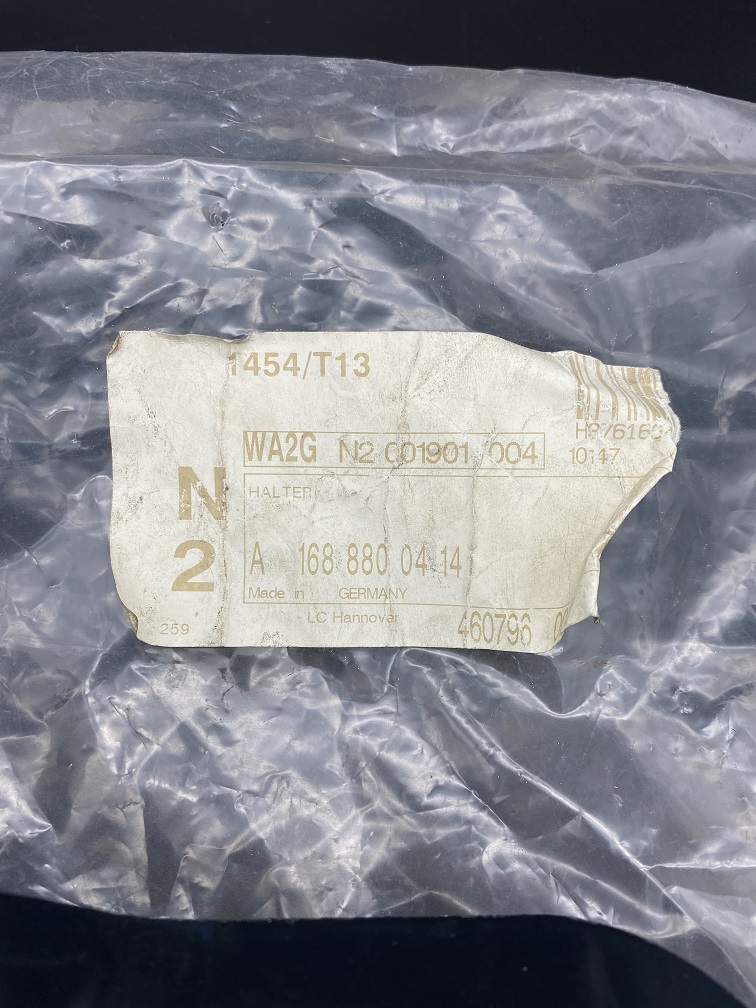 1454/T13
WA2G N2 001901 004
10:47
N
2
HALTER
A 168 880 04 14
Made in GERMANY
LC Hannover
259
460796